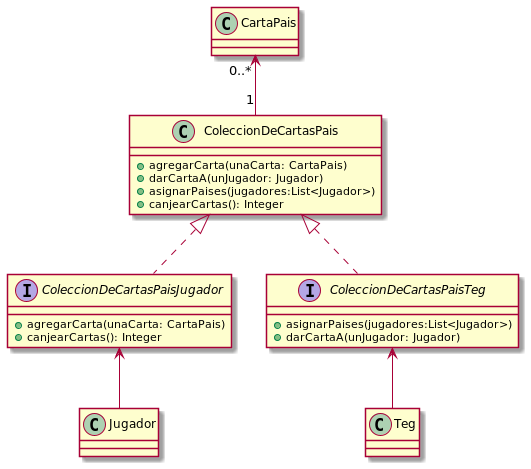 C CartaPais
0..*
1
C ColeccionDeCartasPais
agregarCarta(unaCarta: CartaPais)
darCartaA(unJugador: Jugador)
asignarPaises(jugadores:List<Jugador>)
canjearCartas(): Integer
I ColeccionDeCartasPaisJugador
agregarCarta(unaCarta: CartaPais)
canjearCartas(): Integer
I ColeccionDeCartasPaisTeg
asignarPaises(jugadores:List<Jugador>)
darCartaA(unJugador: Jugador)
C Jugador
C Teg